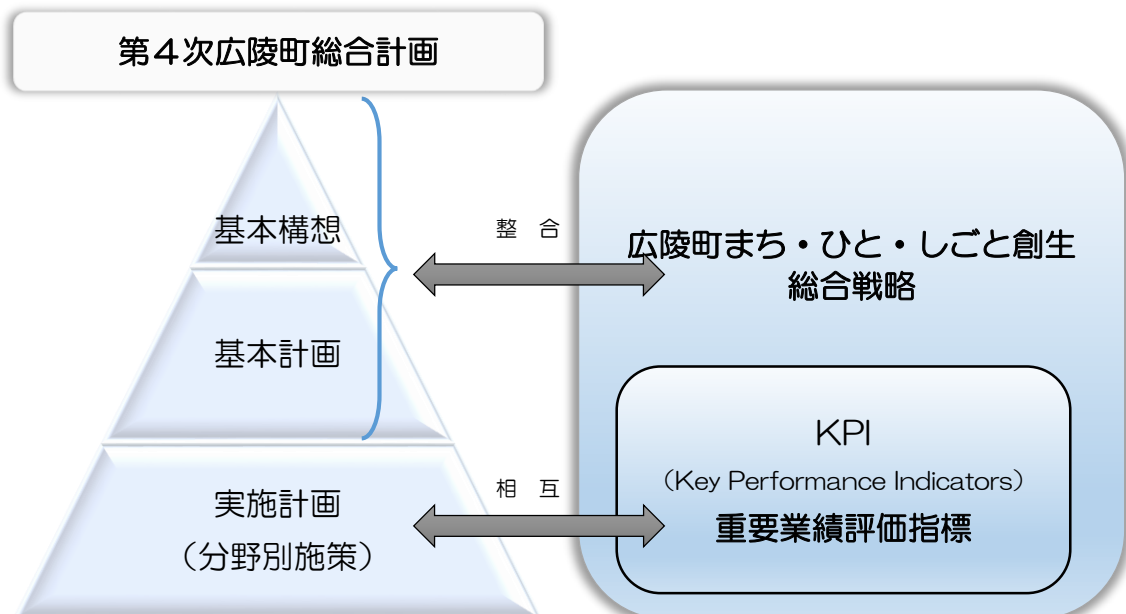 第４次広陵町総合計画
基本構想
基本計画
実施計画
（分野別施策）
整　合
相　互
広陵町まち・ひと・しごと創生
総合戦略
KPI
（Key Performance Indicators）
重要業績評価指標